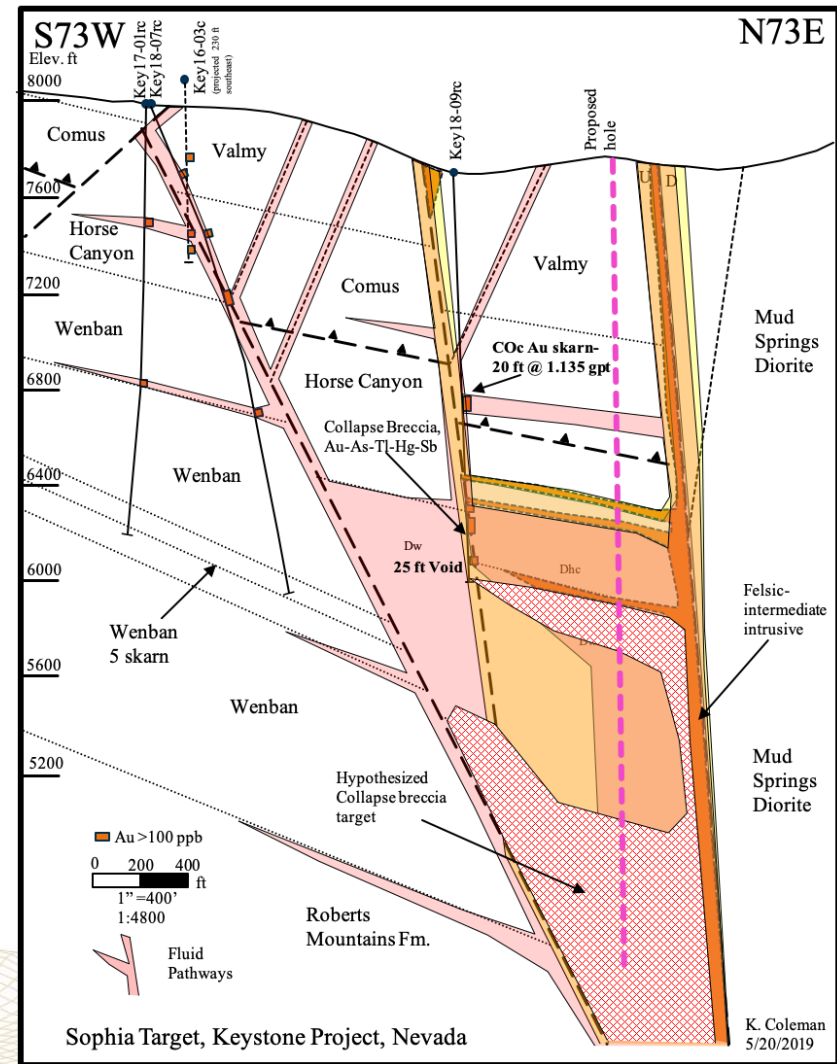 S73W
N73E
Elev. ft
Key17-01rc
Key18-07rc
Key16-03c
(projected 230 ft
southeast)
Key18-09rc
Proposed
hole
8000
7600
7200
6800
6400
6000
5600
5200
Comus
Valmy
U D
Horse
Canyon
Comus
Valmy
Wenban
Mud
Springs
Diorite
COc Au skarn-
20 ft @ 1.135 gpt
Horse Canyon
Collapse Breccia,
Au-As-Tl-Hg-Sb
Wenban
Dw
25 ft Void
Dhc
Felsic-
intermediate
intrusive
Wenban
5 skarn
Wenban
Mud
Springs
Diorite
Hypothesized
Collapse breccia
target
Au >100 ppb
0 200 400
ft
1" =400'
1:4800
Roberts
Mountains Fm.
Fluid
Pathways
Sophia Target, Keystone Project, Nevada
K. Coleman
5/20/2019